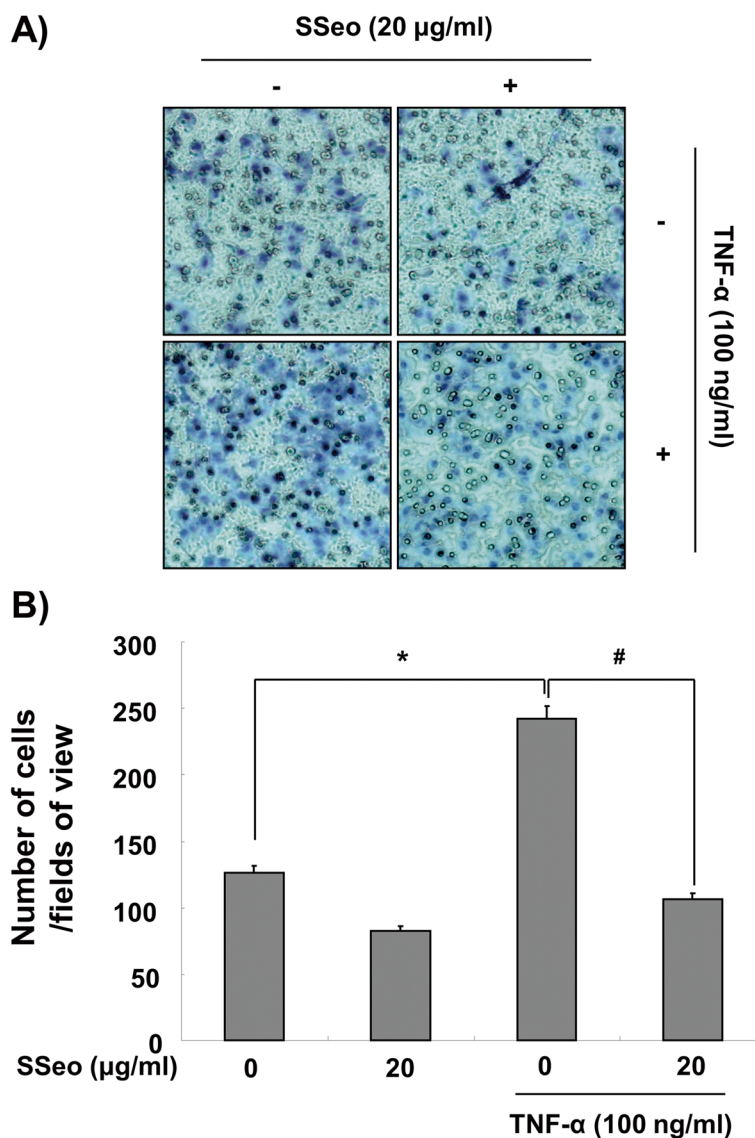 A)
SSeo (20 µg/ml)
- +
-
+
TNF-α (100 ng/ml)
B)
Number of cells
/fields of view
300
250
200
150
100
50
0
* #
SSeo (µg/ml) 0 20 0 20
TNF-α (100 ng/ml)